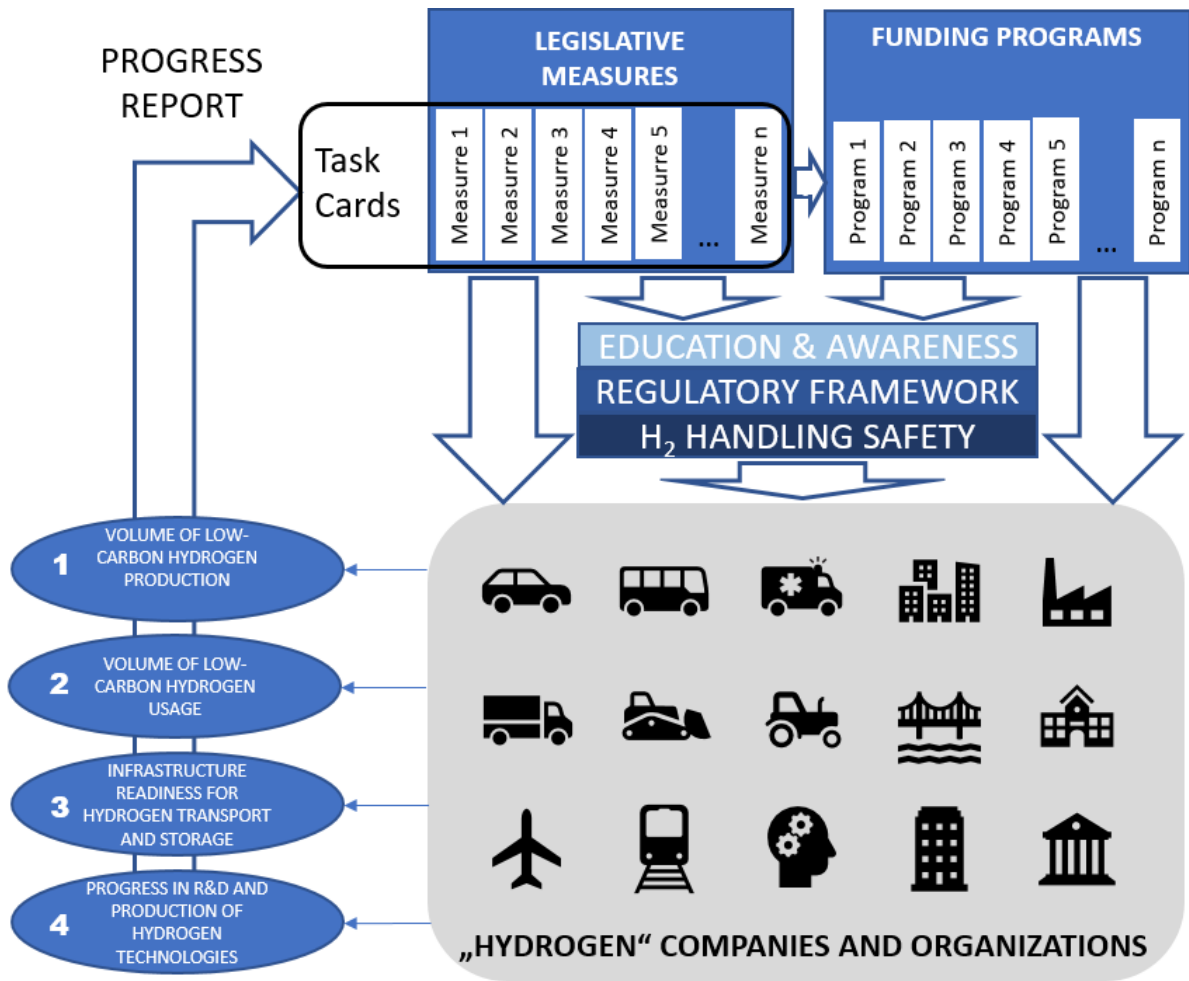 PROGRESS
REPORT
LEGISLATIVE
MEASURES
FUNDING PROGRAMS
Task
Cards
Measurre 1
Measurre 2
Measurre 3
Measurre 4
Measurre 5
...
Measurre n
Program 1
Program 2
Program 3
Program 4
Program 5
...
Program n
EDUCATION & AWARENESS
REGULATORY FRAMEWORK
H₂ HANDLING SAFETY
1
VOLUME OF LOW-
CARBON HYDROGEN
PRODUCTION
2
VOLUME OF LOW-
CARBON HYDROGEN
USAGE
3
INFRASTRUCTURE
READINESS FOR
HYDROGEN TRANSPORT
AND STORAGE
4
PROGRESS IN R&D AND
PRODUCTION OF
HYDROGEN
TECHNOLOGIES
„HYDROGEN“ COMPANIES AND ORGANIZATIONS